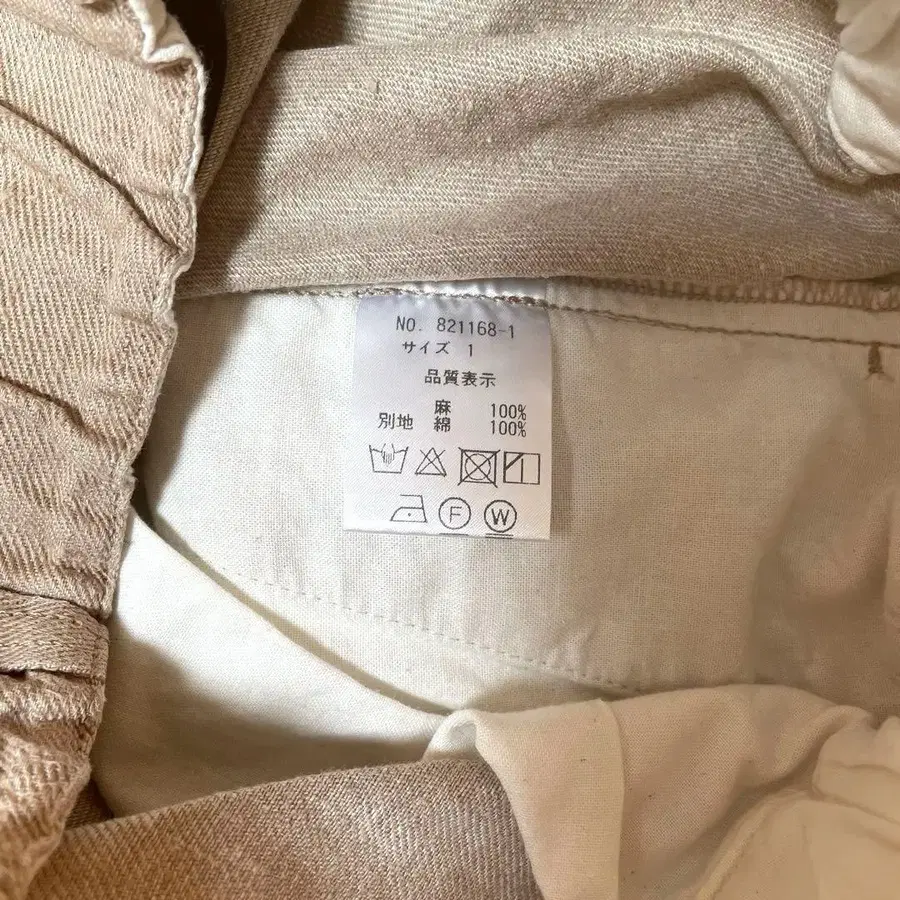 NO. 821168-1
サイズ 1
品質表示
麻 100%
別地 綿 100%
F W